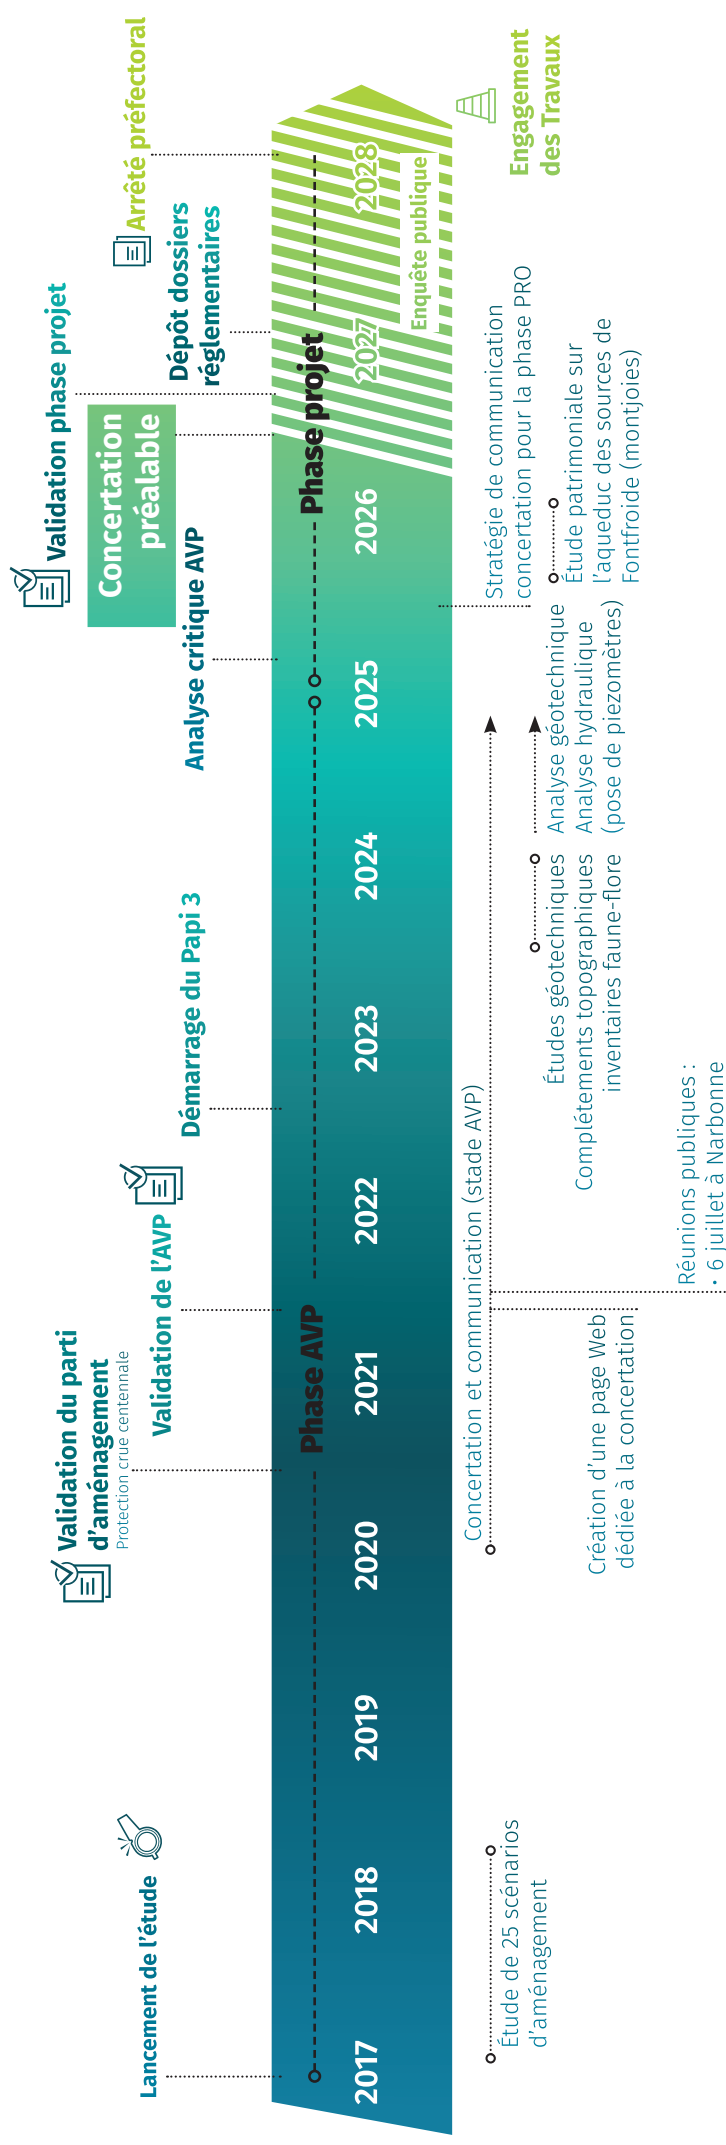 Lancement de l'étude
Validation du parti
d'aménagement
Protection crue centennale
Validation de l'AVP
Démarrage du Papi 3
Analyse critique AVP
Concertation
préalable
Validation phase projet
Dépôt dossiers
réglementaires
Arrêté préfectoral
Phase AVP
Phase projet
2017
2018
2019
2020
2021
2022
2023
2024
2025
2026
2027
2028
Enquête publique
Engagement
des Travaux
Étude de 25 scénarios
d'aménagement
Concertation et communication (stade AVP)
Création d'une page Web
dédiée à la concertation
Réunions publiques :
• 6 juillet à Narbonne
Études géotechniques
Complétements topographiques
inventaires faune-flore
Analyse géotechnique
Analyse hydraulique
(pose de piezomètres)
Stratégie de communication
concertation pour la phase PRO
Étude patrimoniale sur
l'aqueduc des sources de
Fontfroide (montjoies)